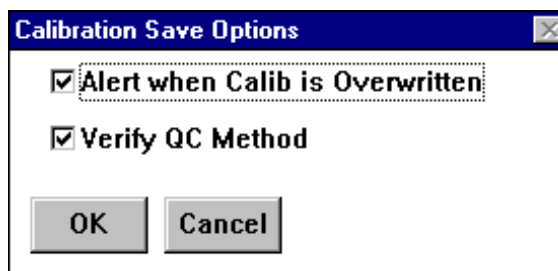 Calibration Save Options
Alert when Calib is Overwritten
Verify QC Method
OK Cancel